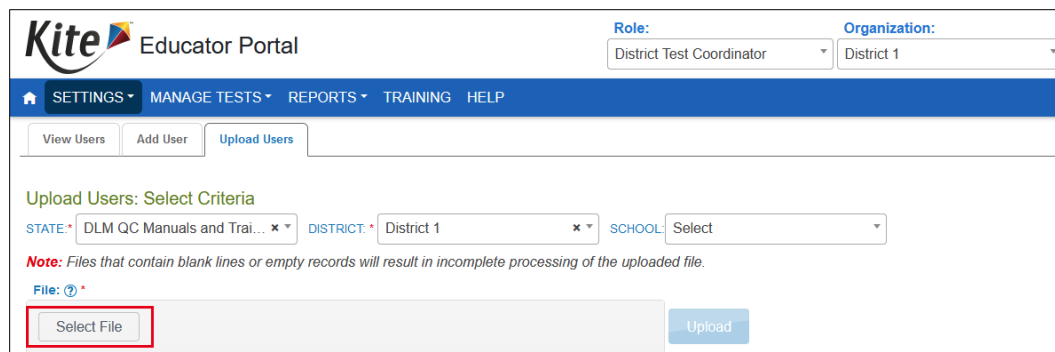 Kite Educator Portal
Role: Organization:
District Test Coordinator District 1
SETTINGS MANAGE TESTS REPORTS TRAINING HELP
View Users Add User Upload Users
Upload Users: Select Criteria
STATE:* DLM QC Manuals and Trai... × DISTRICT: * District 1 × SCHOOL: Select
Note: Files that contain blank lines or empty records will result in incomplete processing of the uploaded file.
File: ? *
Select File Upload